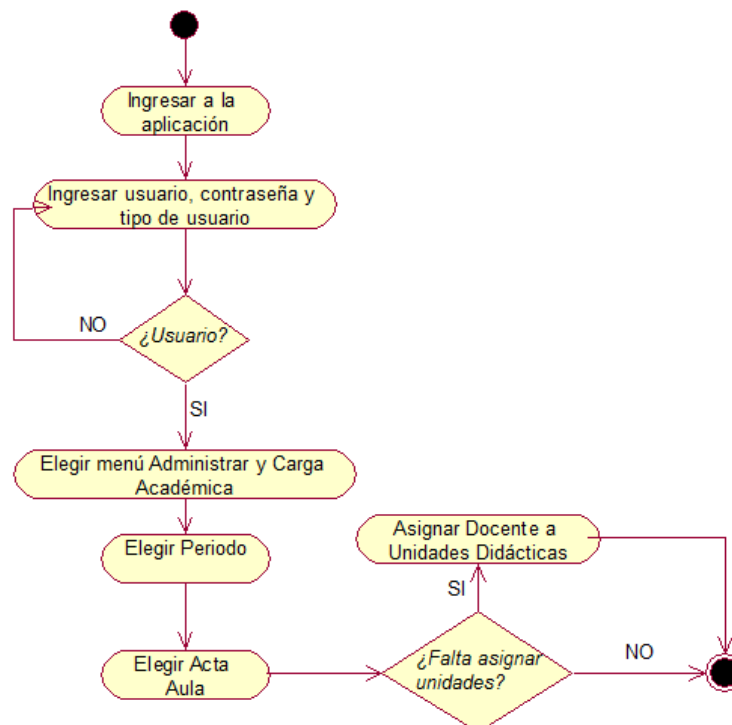 Ingresar a la
aplicación
Ingresar usuario, contraseña y
tipo de usuario
NO
¿Usuario?
SI
Elegir menú Administrar y Carga
Académica
Elegir Periodo
Asignar Docente a
Unidades Didácticas
SI
Elegir Acta
Aula
¿Falta asignar
unidades?
NO